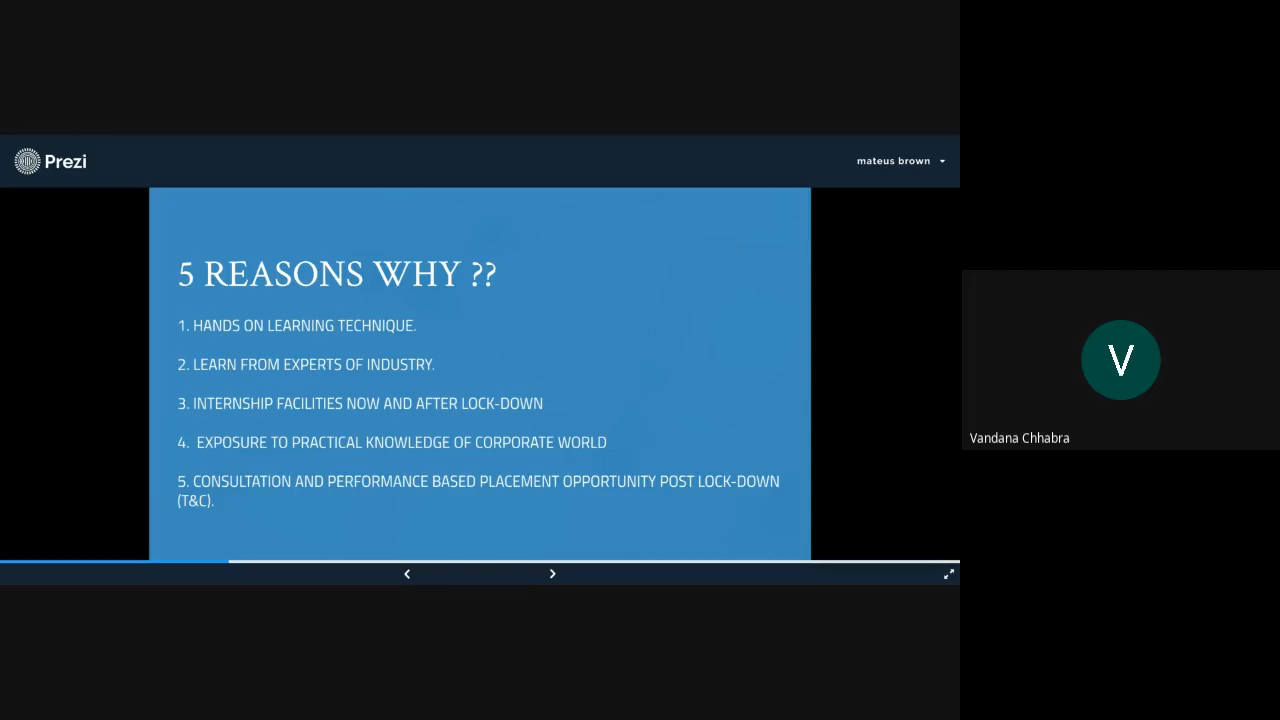 Prezi
mateus brown
5 REASONS WHY ??
1. HANDS ON LEARNING TECHNIQUE.
2. LEARN FROM EXPERTS OF INDUSTRY.
3. INTERNSHIP FACILITIES NOW AND AFTER LOCK-DOWN
4. EXPOSURE TO PRACTICAL KNOWLEDGE OF CORPORATE WORLD
5. CONSULTATION AND PERFORMANCE BASED PLACEMENT OPPORTUNITY POST LOCK-DOWN
(T&C).
V
Vandana Chhabra